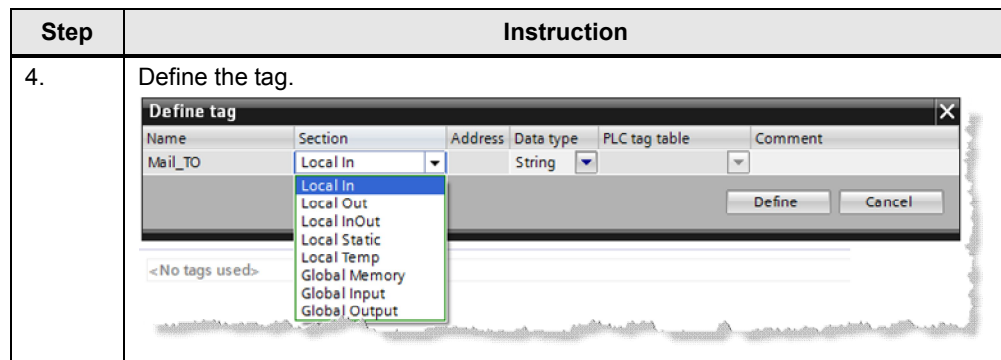 Step Instruction
4. Define the tag.
Define tag X
Name Section Address Data type PLC tag table Comment
Mail_TO Local In String
Local In
Local Out
Local InOut
Local Static
Local Temp
Global Memory
Global Input
Global Output
Define Cancel
<No tags used>